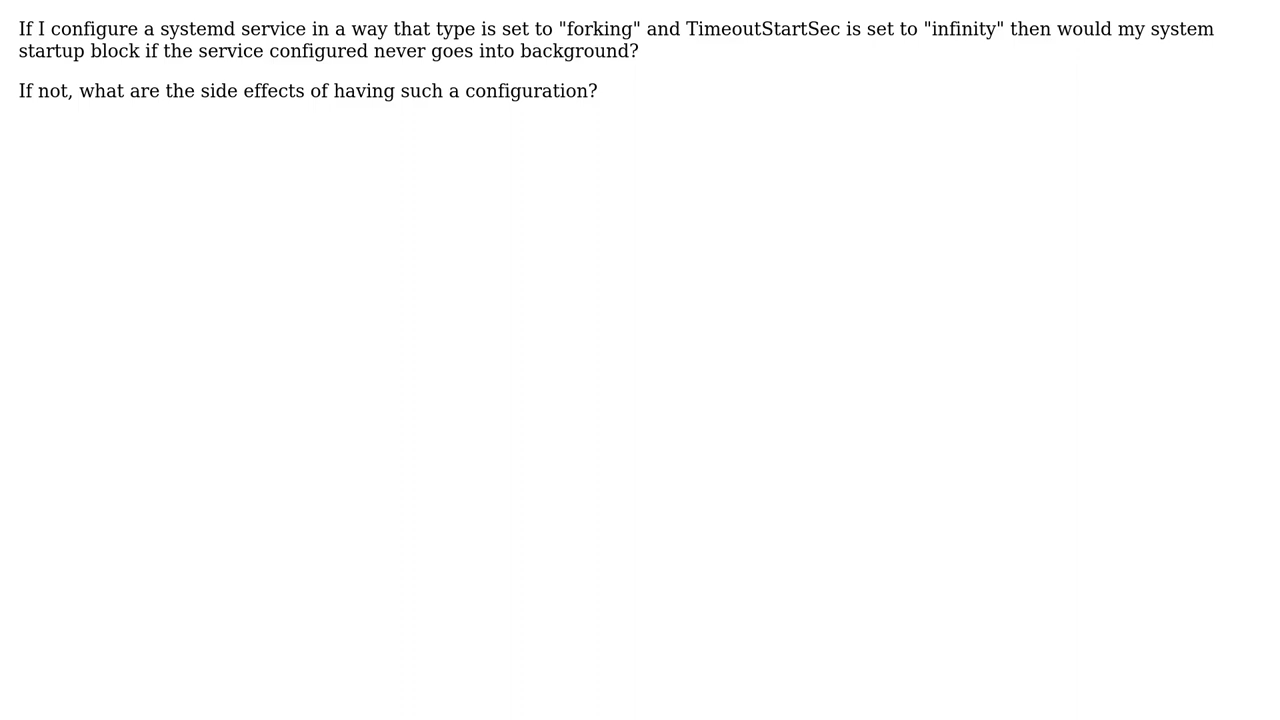 If I configure a systemd service in a way that type is set to "forking" and TimeoutStartSec is set to "infinity" then would my system
startup block if the service configured never goes into background?
If not, what are the side effects of having such a configuration?